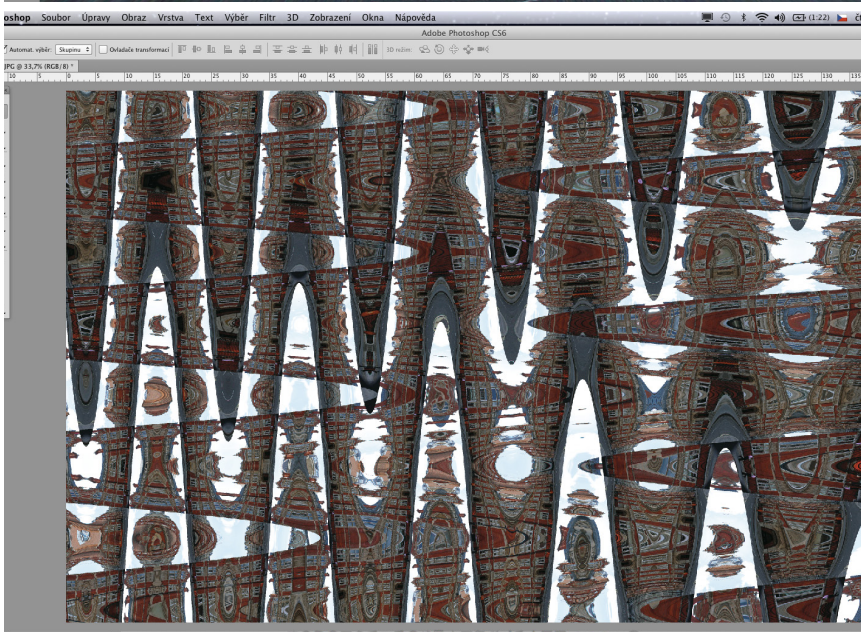 oshop Soubor Úpravy Obraz Vrstva Text Výběr Filtr 3D Zobrazení Okna Nápověda (1:22) čt
Adobe Photoshop CS6
Automat. výběr: Skupinu Ovladače transformací 3D režim:
JPG @ 33,7% (RGB/8) *
10 5 0 5 10 15 20 25 30 35 40 45 50 55 60 65 70 75 80 85 90 95 100 105 110 115 120 125 130 135